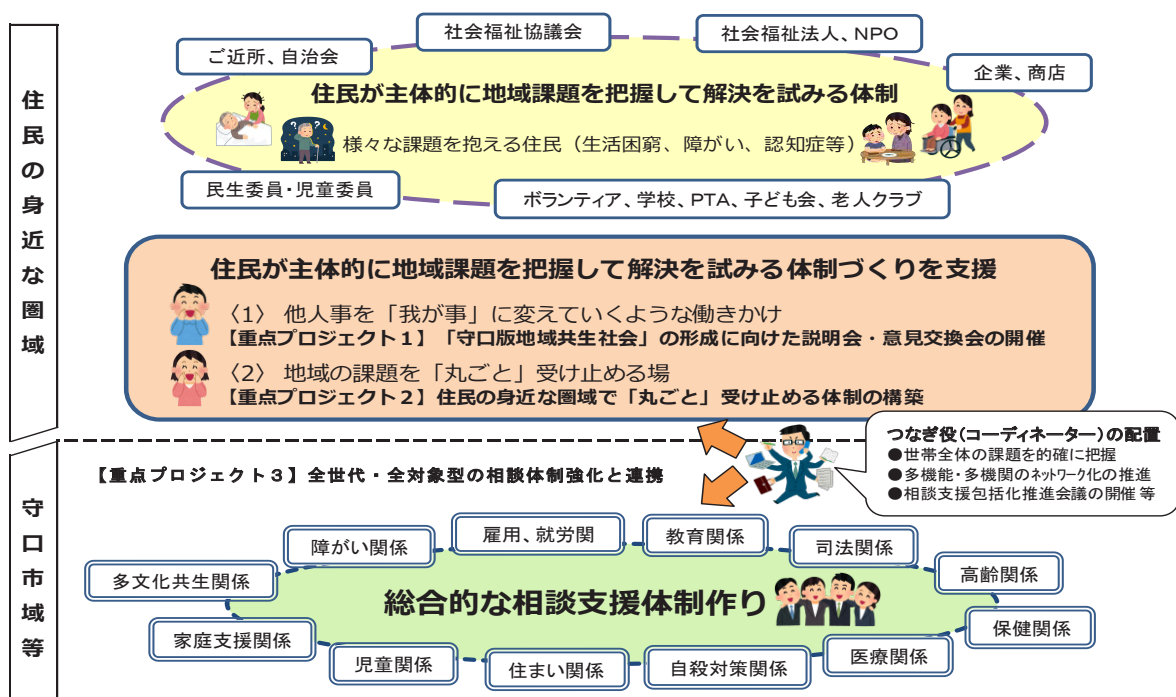 住民の身近な圏域
社会福祉協議会
社会福祉法人、NPO
ご近所、自治会
企業、商店
住民が主体的に地域課題を把握して解決を試みる体制
様々な課題を抱える住民（生活困窮、障がい、認知症等）
民生委員・児童委員
ボランティア、学校、PTA、子ども会、老人クラブ
住民が主体的に地域課題を把握して解決を試みる体制づくりを支援
〈1〉 他人事を「我が事」に変えていくような働きかけ
【重点プロジェクト１】「守口版地域共生社会」の形成に向けた説明会・意見交換会の開催
〈2〉 地域の課題を「丸ごと」受け止める場
【重点プロジェクト２】住民の身近な圏域で「丸ごと」受け止める体制の構築
つなぎ役（コーディネーター）の配置
●世帯全体の課題を的確に把握
●多機能・多機関のネットワーク化の推進
●相談支援包括化推進会議の開催 等
守口市域等
【重点プロジェクト３】全世代・全対象型の相談体制強化と連携
障がい関係
雇用、就労関
教育関係
司法関係
多文化共生関係
高齢関係
総合的な相談支援体制作り
家庭支援関係
保健関係
児童関係
住まい関係
自殺対策関係
医療関係